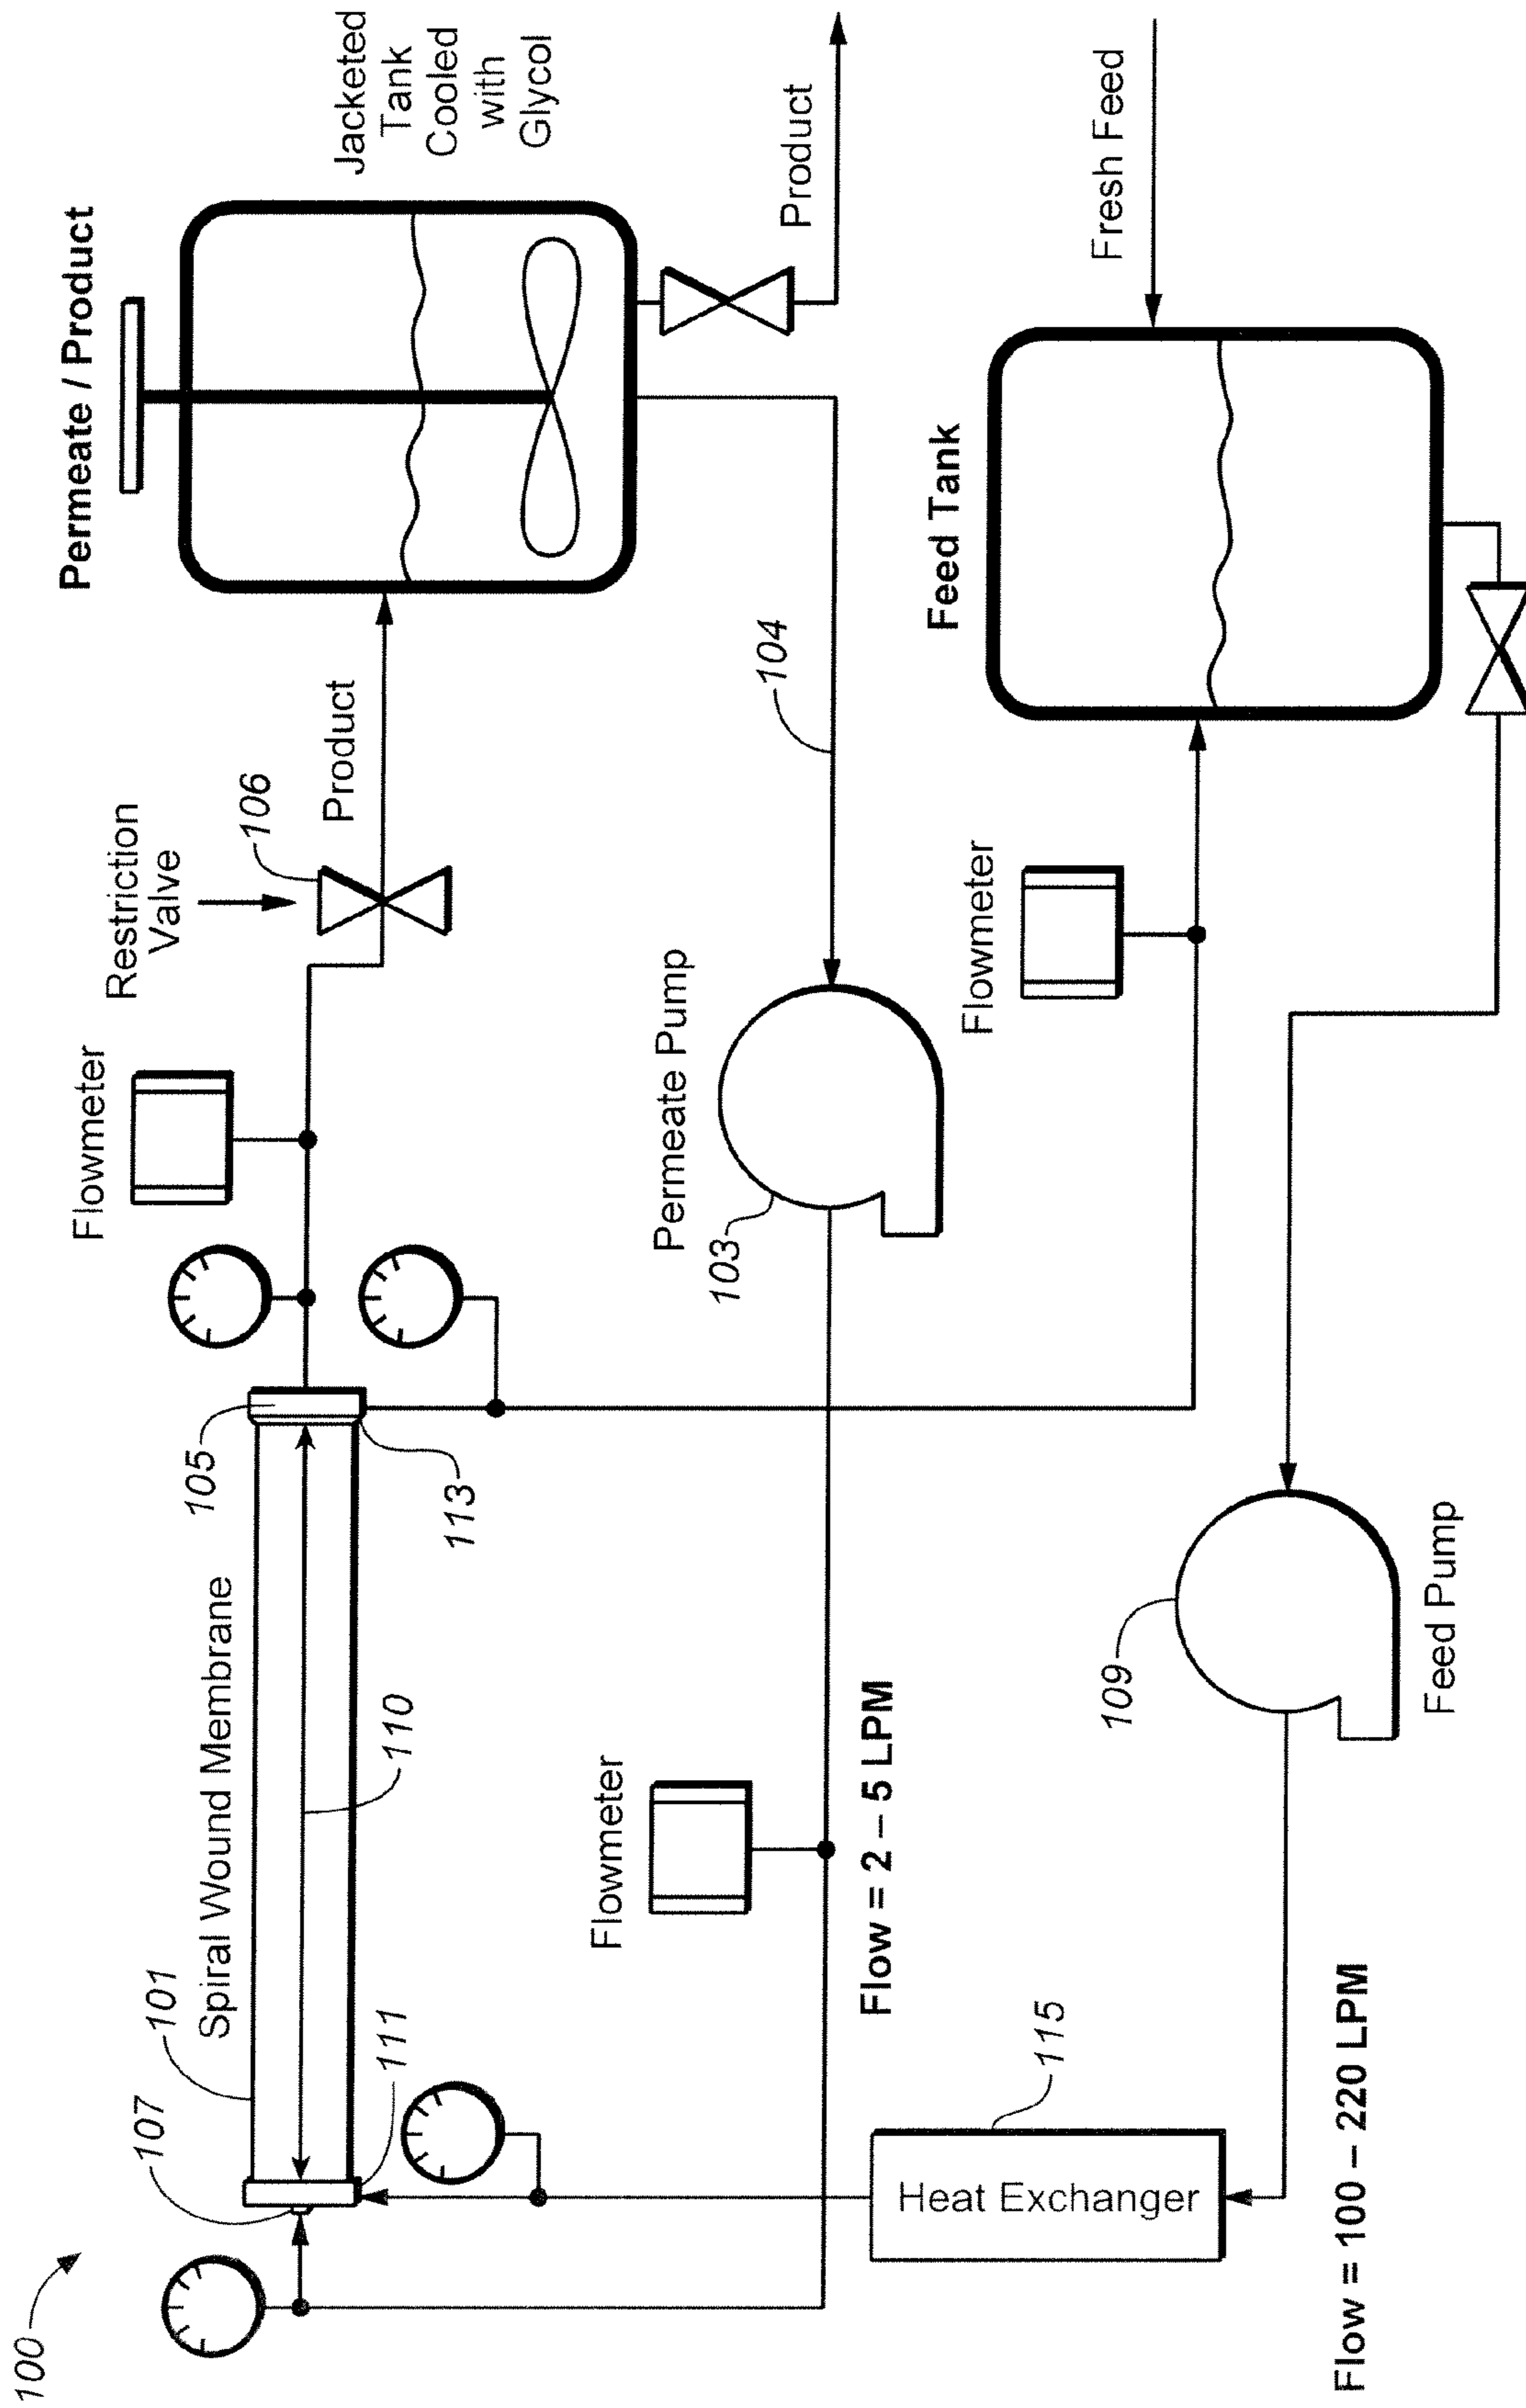 100
107
101
Spiral Wound Membrane
110
111
105
113
Flowmeter
Restriction
Valve
106
Product
Permeate / Product
Jacketed
Tank
Cooled
with
Glycol
Product
104
Permeate Pump
103
Flowmeter
Flow = 2 – 5 LPM
Flowmeter
Feed Tank
Fresh Feed
Heat Exchanger
115
109
Feed Pump
Flow = 100 – 220 LPM